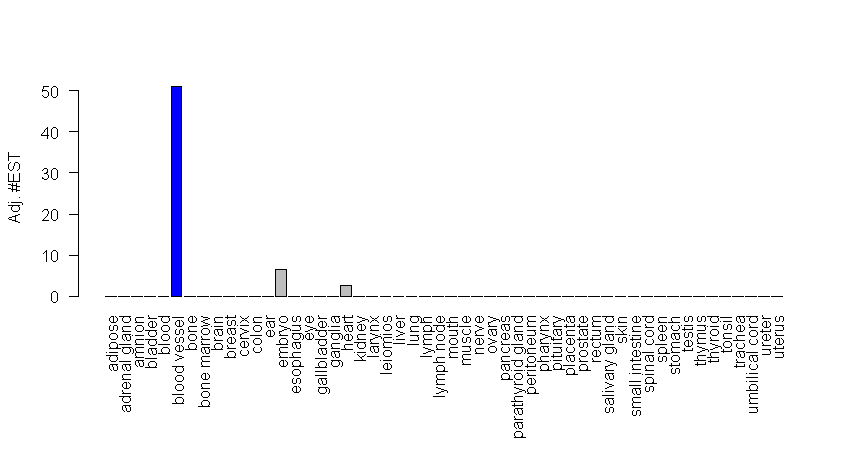 Adj. #EST
50
40
30
20
10
0
adipose
adrenal gland
amnion
bladder
blood
blood vessel
bone
bone marrow
brain
breast
cervix
colon
ear
embryo
esophagus
eye
gallbladder
ganglia
heart
kidney
larynx
leiomios
liver
lung
lymph
lymph node
mouth
muscle
nerve
ovary
pancreas
parathyroid gland
peritoneum
pharynx
pituitary
placenta
prostate
rectum
salivary gland
skin
small intestine
spinal cord
spleen
stomach
testis
thymus
thyroid
tonsil
trachea
umbilical cord
ureter
uterus